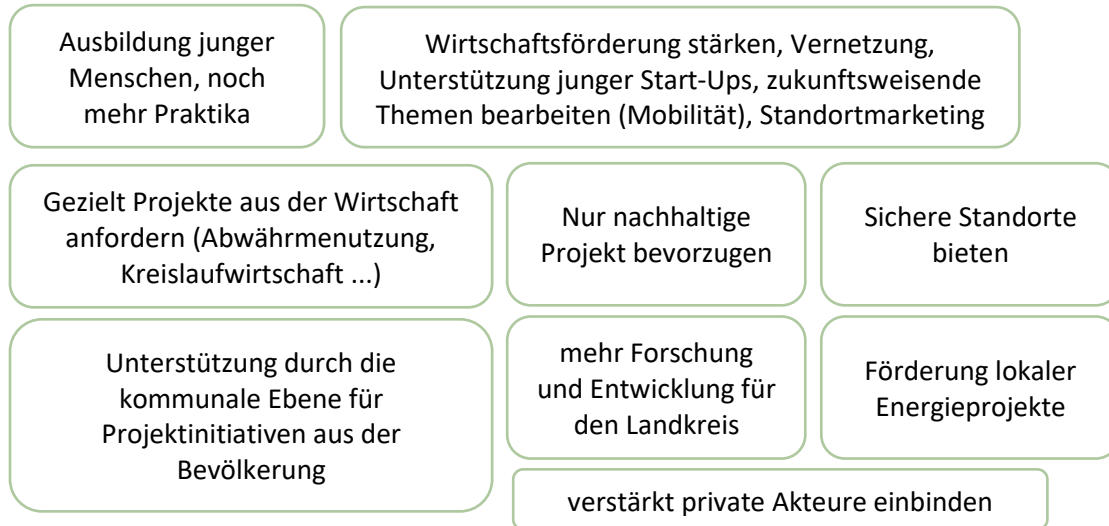 Ausbildung junger
Menschen, noch
mehr Praktika
Wirtschaftsförderung stärken, Vernetzung,
Unterstützung junger Start-Ups, zukunftsweisende
Themen bearbeiten (Mobilität), Standortmarketing
Gezielt Projekte aus der Wirtschaft
anfordern (Abwährmenutzung,
Kreislaufwirtschaft ...)
Nur nachhaltige
Projekt bevorzugen
Sichere Standorte
bieten
Unterstützung durch die
kommunale Ebene für
Projektinitiativen aus der
Bevölkerung
mehr Forschung
und Entwicklung für
den Landkreis
Förderung lokaler
Energieprojekte
verstärkt private Akteure einbinden